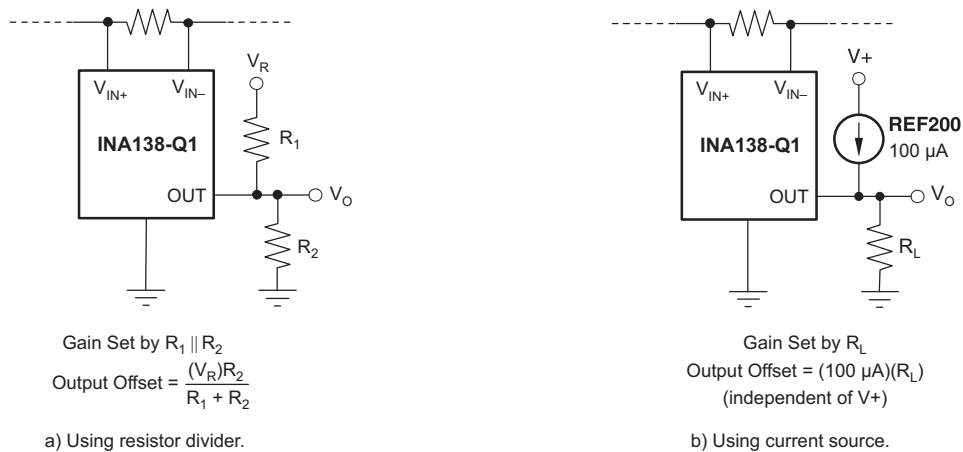 V_R
V_IN+ V_IN–
INA138-Q1
R_1
OUT
V_O
R_2
Gain Set by R_1 || R_2
Output Offset = (V_R)R_2 / R_1 + R_2
a) Using resistor divider.
V+
V_IN+ V_IN–
REF200
INA138-Q1
100 µA
OUT
V_O
R_L
Gain Set by R_L
Output Offset = (100 µA)(R_L)
(independent of V+)
b) Using current source.